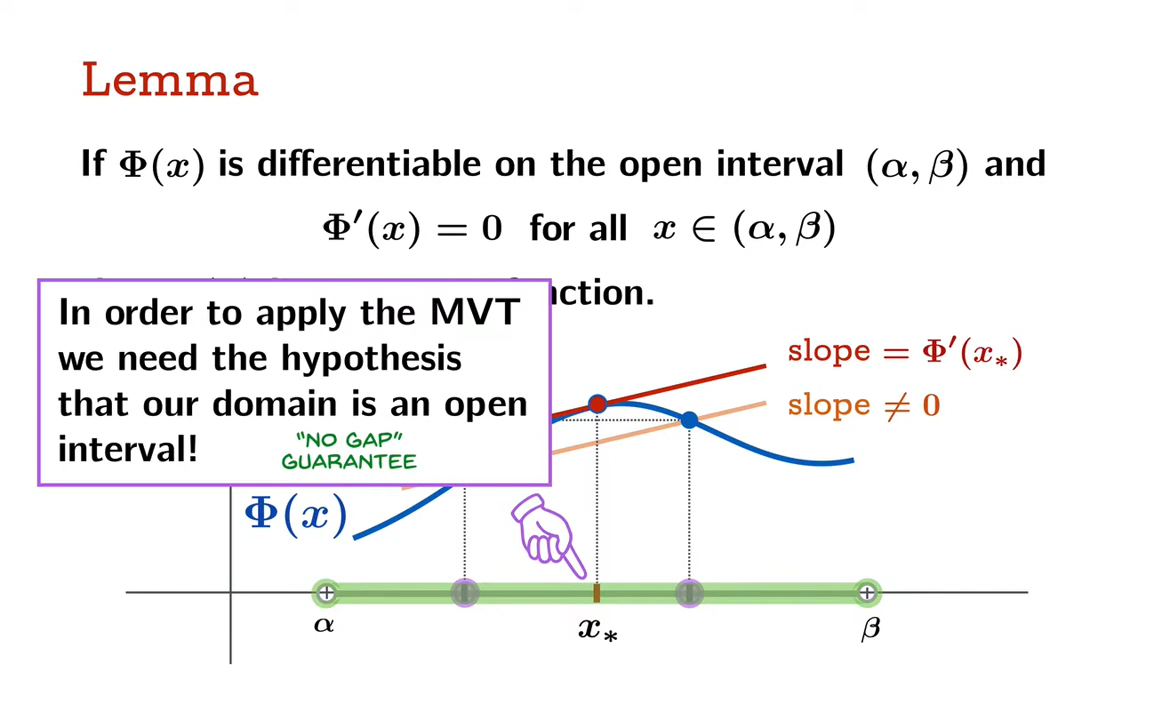 Lemma
If Φ(x) is differentiable on the open interval (α, β) and
Φ′(x) = 0 for all x ∈ (α, β)
In order to apply the MVT
we need the hypothesis
that our domain is an open
interval!
"NO GAP"
GUARANTEE
slope = Φ′(x∗)
slope ≠ 0
Φ(x)
α
x∗
β